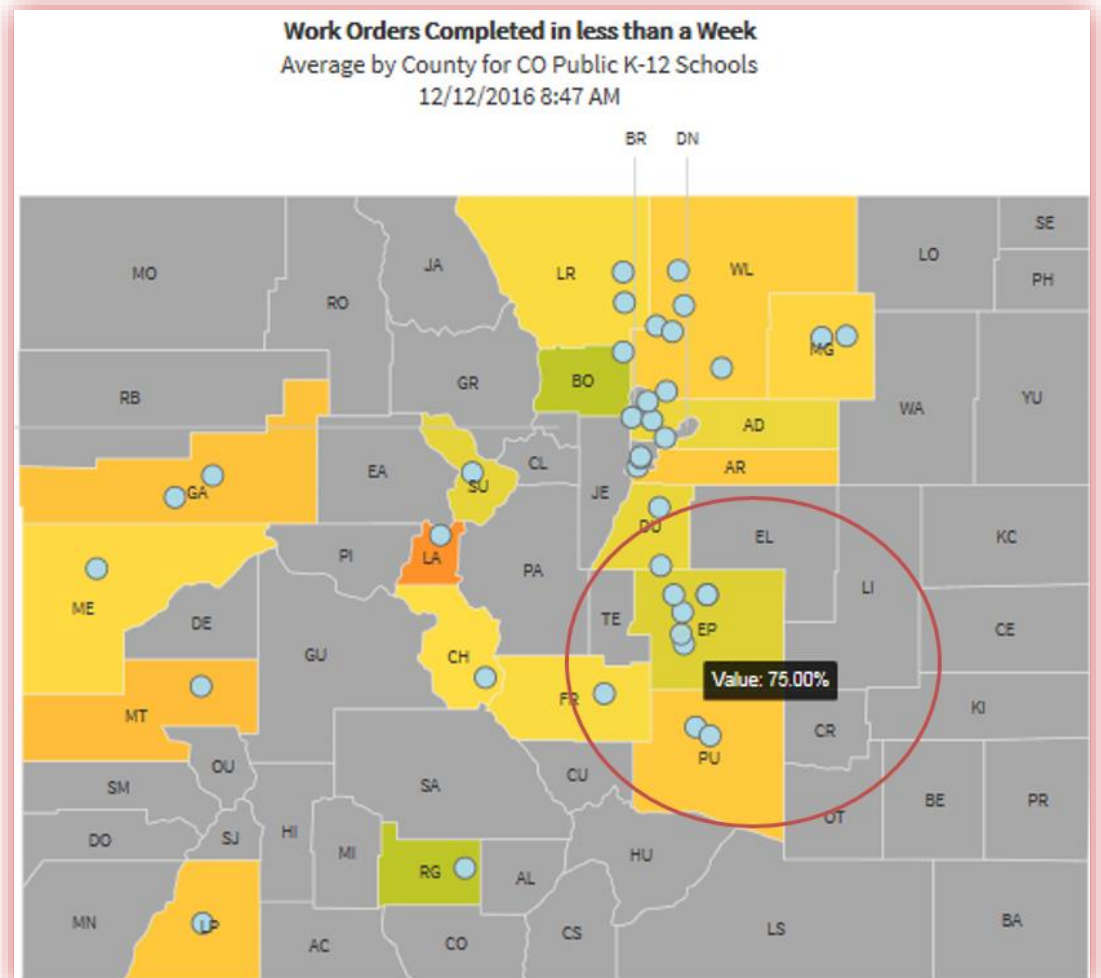 Work Orders Completed in less than a Week
Average by County for CO Public K-12 Schools
12/12/2016 8:47 AM
BR DN
SE
LO
PH
MO
JA
LR
WL
RO
MG
RB
GR
BO
WA
YU
AD
EA
CL
AR
GA
SU
JE
DU
EL
KC
PI
LA
PA
LI
ME
DE
TE
EP
CE
GU
CH
Value: 75.00%
FR
KI
MT
CR
PU
OU
CU
SM
SA
OT
BE
PR
DO
SJ
HI
MI
HU
RG
AL
MN
LP
AC
CO
CS
LS
BA